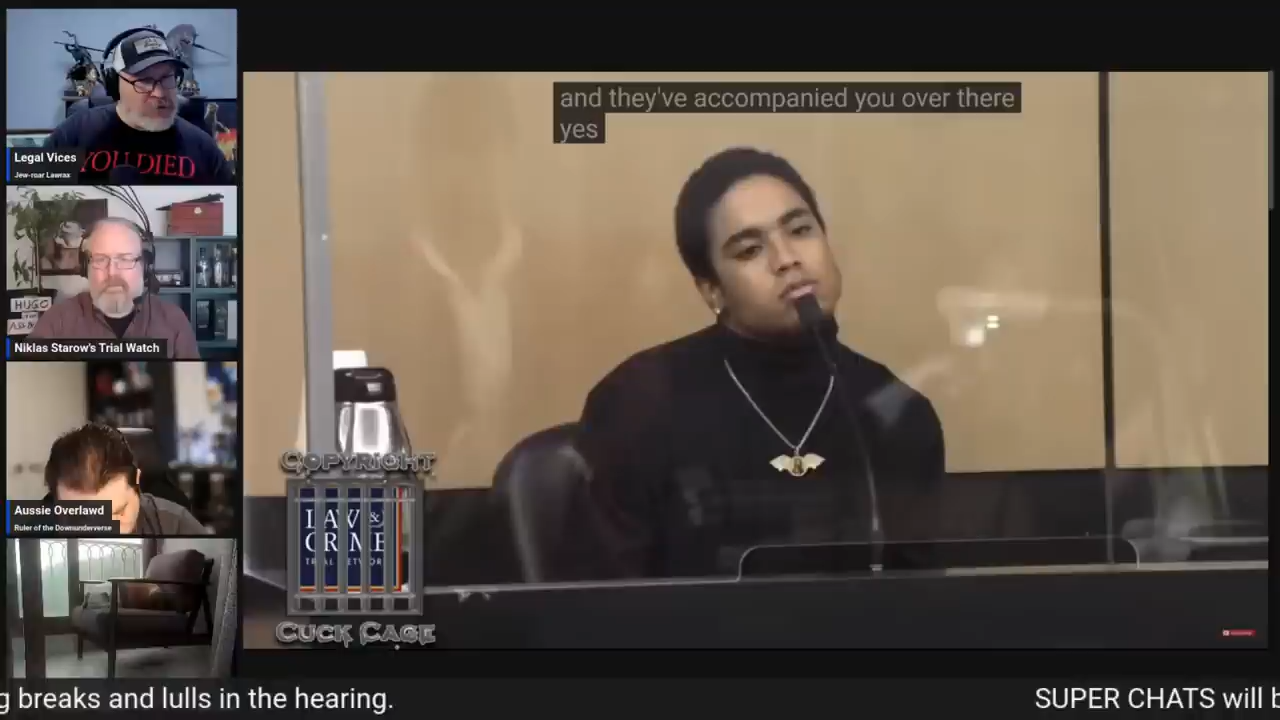 Legal Vices
Jew-roar Lawrax
YOU DIED
HUGO
Niklas Starow's Trial Watch
Aussie Overlawd
Ruler of the Downunderverse
and they've accompanied you over there
yes
COPYRIGHT
LAW &
CRIME
CUCK CAGE
g breaks and lulls in the hearing.
SUPER CHATS will b